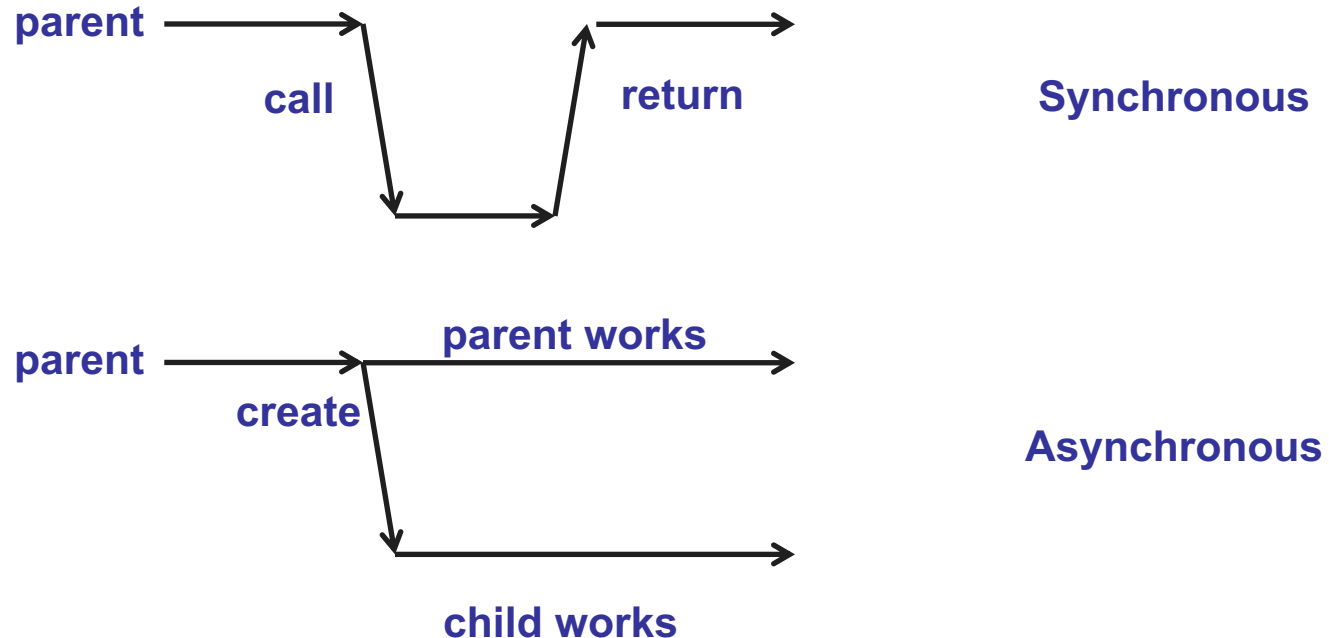 parent
call
return
Synchronous
parent works
parent
create
Asynchronous
child works